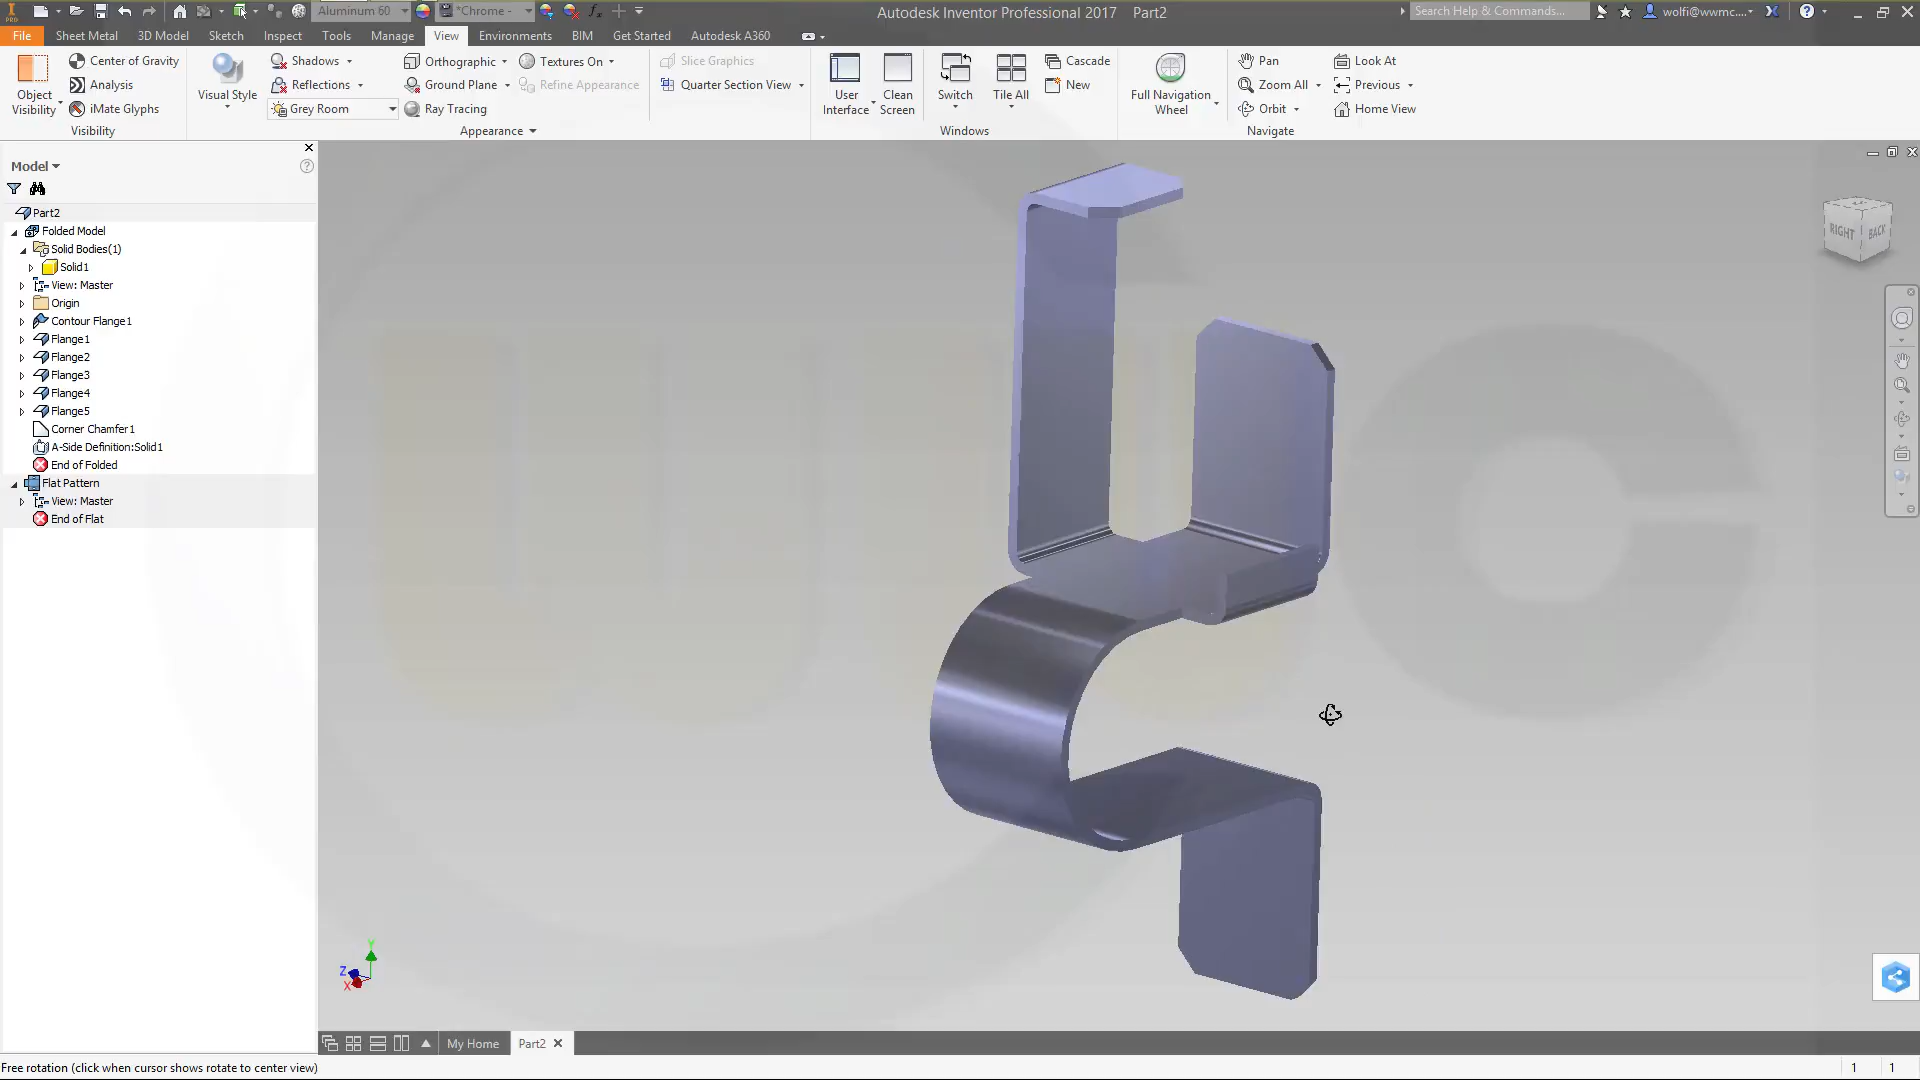 Aluminum 60
*Chrome -
Autodesk Inventor Professional 2017 Part2
Search Help & Commands...
wolfi@wwmc....
PRO
File Sheet Metal 3D Model Sketch Inspect Tools Manage View Environments BIM Get Started Autodesk A360
Object
Visibility
Center of Gravity
Analysis
iMate Glyphs
Visibility
Visual Style
Shadows
Reflections
Grey Room
Orthographic
Ground Plane
Ray Tracing
Textures On
Refine Appearance
Appearance
Slice Graphics
Quarter Section View
User
Interface
Clean
Screen
Switch
Tile All
Cascade
New
Windows
Full Navigation
Wheel
Pan
Zoom All
Orbit
Look At
Previous
Home View
Navigate
Model
Part2
Folded Model
Solid Bodies(1)
Solid1
View: Master
Origin
Contour Flange1
Flange1
Flange2
Flange3
Flange4
Flange5
Corner Chamfer1
A-Side Definition:Solid1
End of Folded
Flat Pattern
View: Master
End of Flat
RIGHT
BACK
Y
Z
X
My Home
Part2
Free rotation (click when cursor shows rotate to center view)
1 1